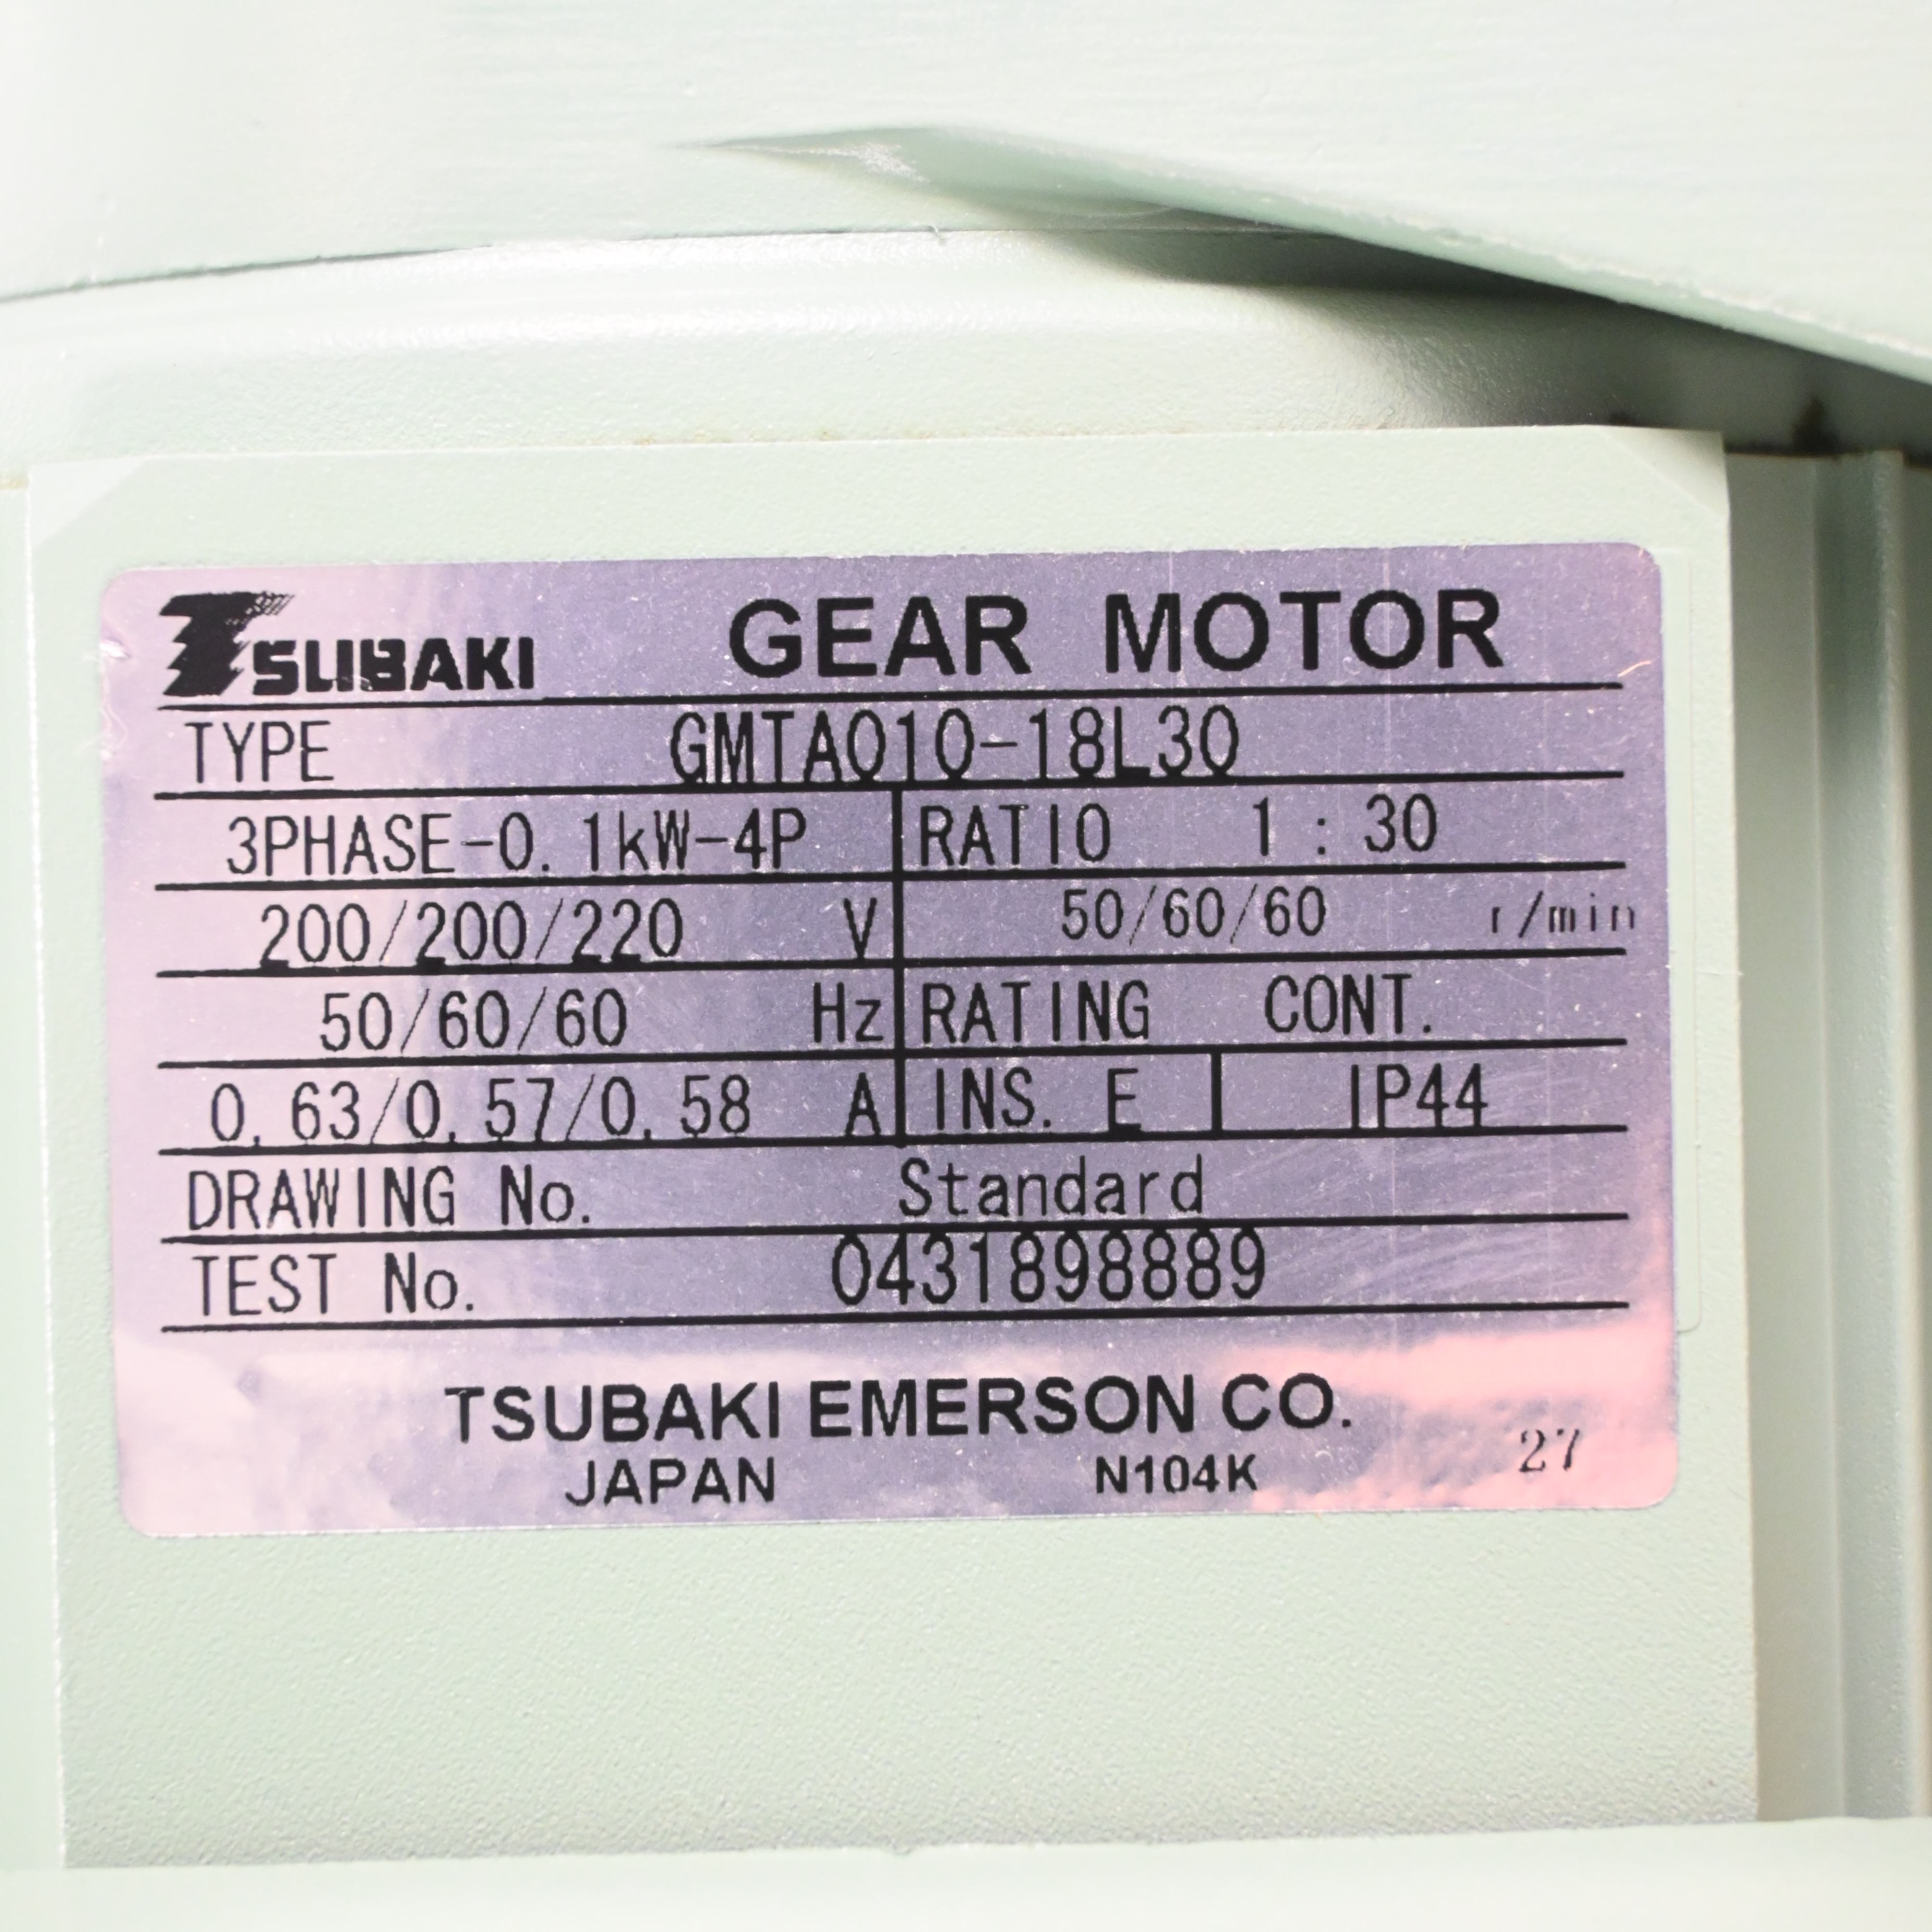 TSUBAKI GEAR MOTOR
TYPE GMTA010-18L30
3PHASE-0.1kW-4P RATIO 1:30
200/200/220 V 50/60/60 r/min
50/60/60 Hz RATING CONT.
0.63/0.57/0.58 A INS. E IP44
DRAWING No. Standard
TEST No. 0431898889
TSUBAKI EMERSON CO.
JAPAN N104K 27